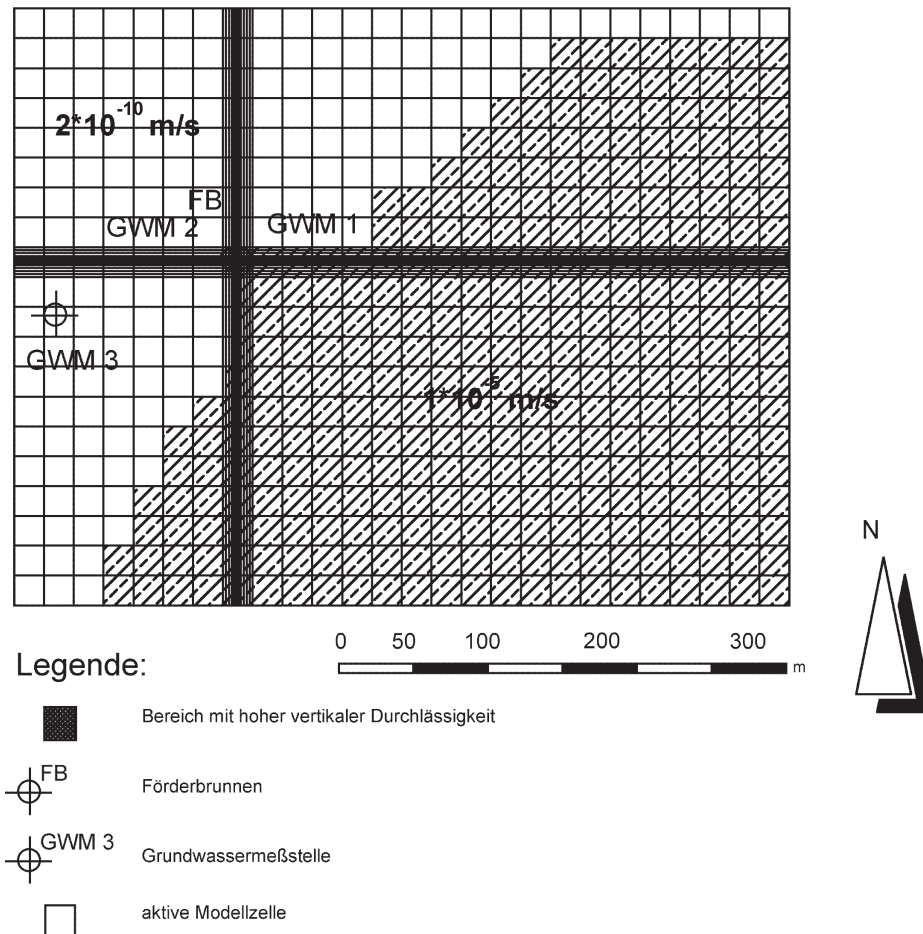 2*10-10 m/s
FB
GWM 2 GWM 1
GWM 3
1*10-5 m/s
N
0 50 100 200 300 m
Legende:
Bereich mit hoher vertikaler Durchlässigkeit
FB Förderbrunnen
GWM 3 Grundwassermeßstelle
aktive Modellzelle